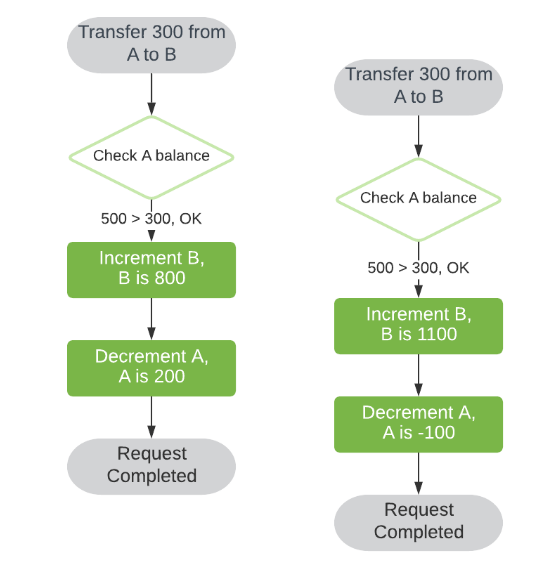 Transfer 300 from
A to B
Check A balance
500 > 300, OK
Increment B,
B is 800
Decrement A,
A is 200
Request
Completed
Transfer 300 from
A to B
Check A balance
500 > 300, OK
Increment B,
B is 1100
Decrement A,
A is -100
Request
Completed